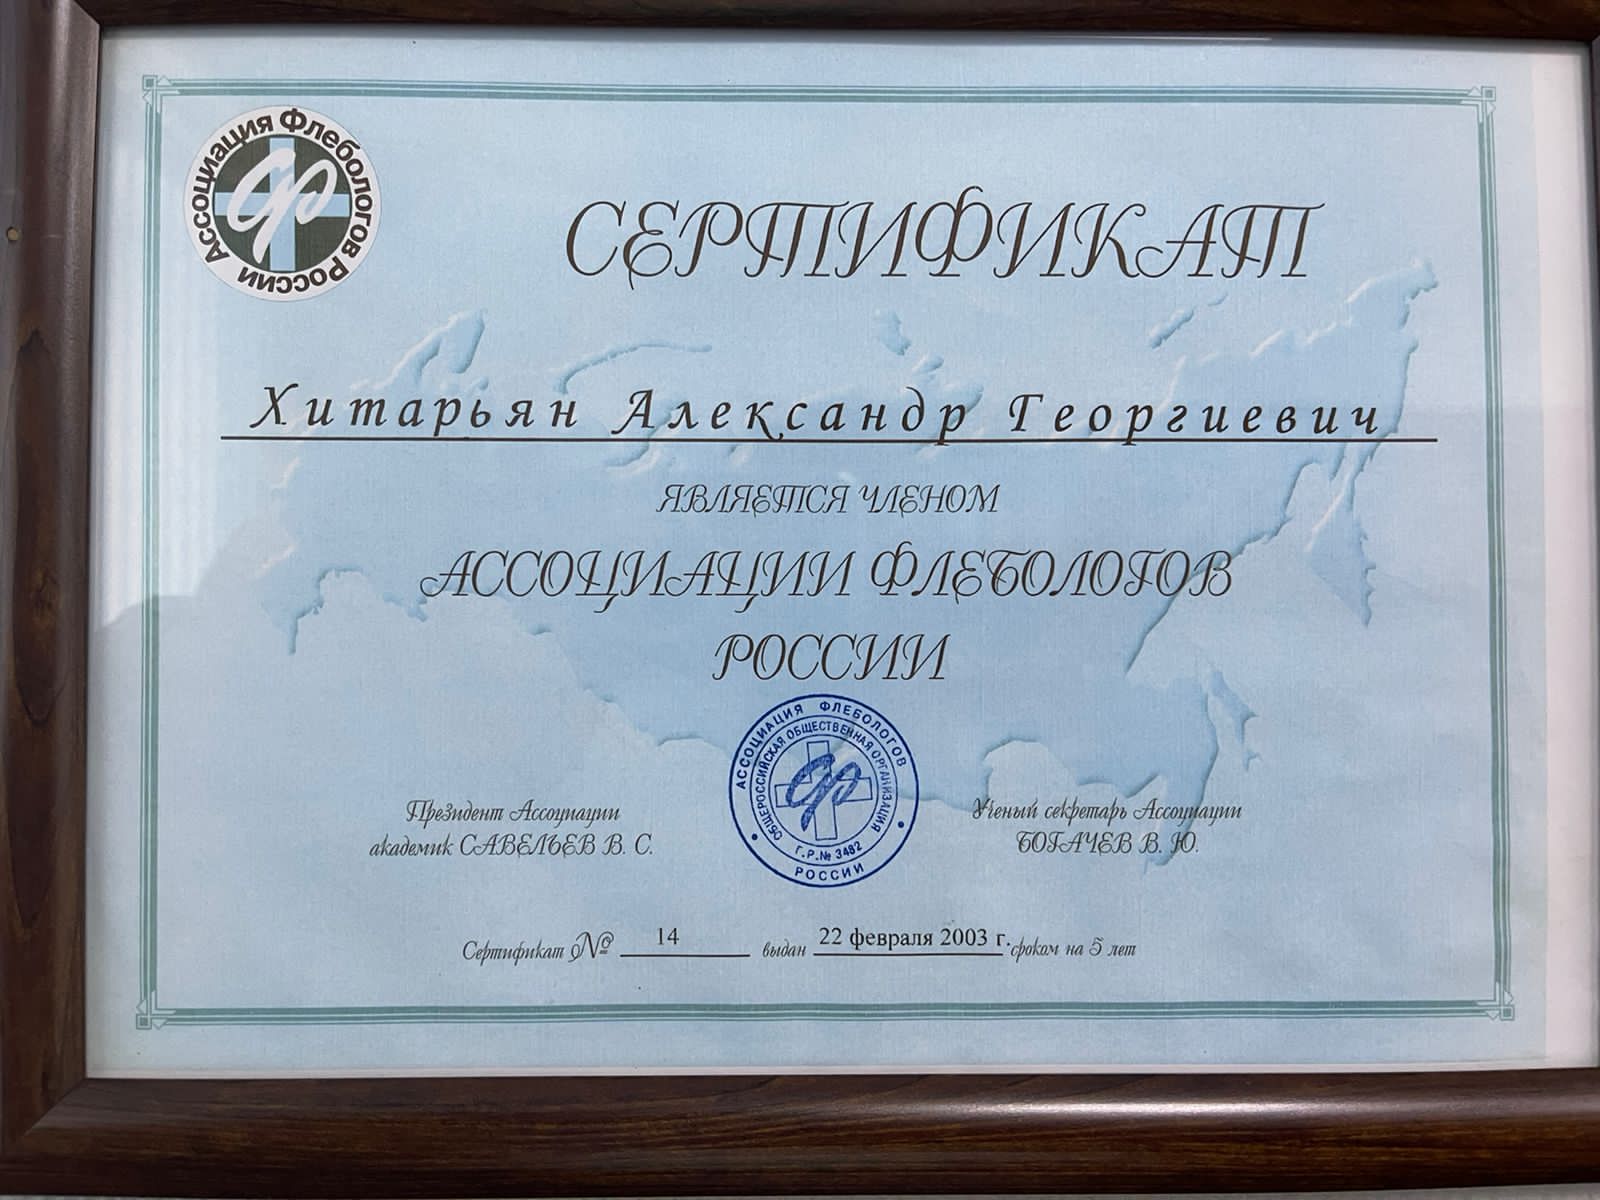 Ассоциация Флебологов России
СЕРТИФИКАТ
Хитарьян Александр Георгиевич
ЯВЛЯЕТСЯ ЧЛЕНОМ
АССОЦИАЦИИ ФЛЕБОЛОГОВ
РОССИИ
АССОЦИАЦИЯ ФЛЕБОЛОГОВ
РОССИИ
ОБЩЕРОССИЙСКАЯ ОБЩЕСТВЕННАЯ ОРГАНИЗАЦИЯ
Г.Р.№ 3482
Президент Ассоциации
академик САВЕЛЬЕВ В. С.
Ученый секретарь Ассоциации
БОГАЧЕВ В. Ю.
Сертификат № 14 выдан 22 февраля 2003 г. сроком на 5 лет